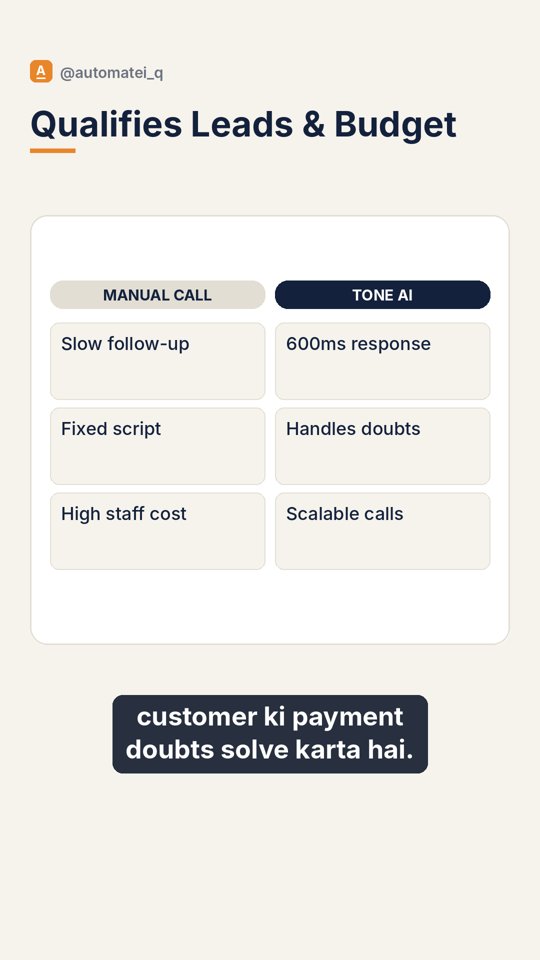 A
@automatei_q
Qualifies Leads & Budget
MANUAL CALL
TONE AI
Slow follow-up
600ms response
Fixed script
Handles doubts
High staff cost
Scalable calls
customer ki payment
doubts solve karta hai.